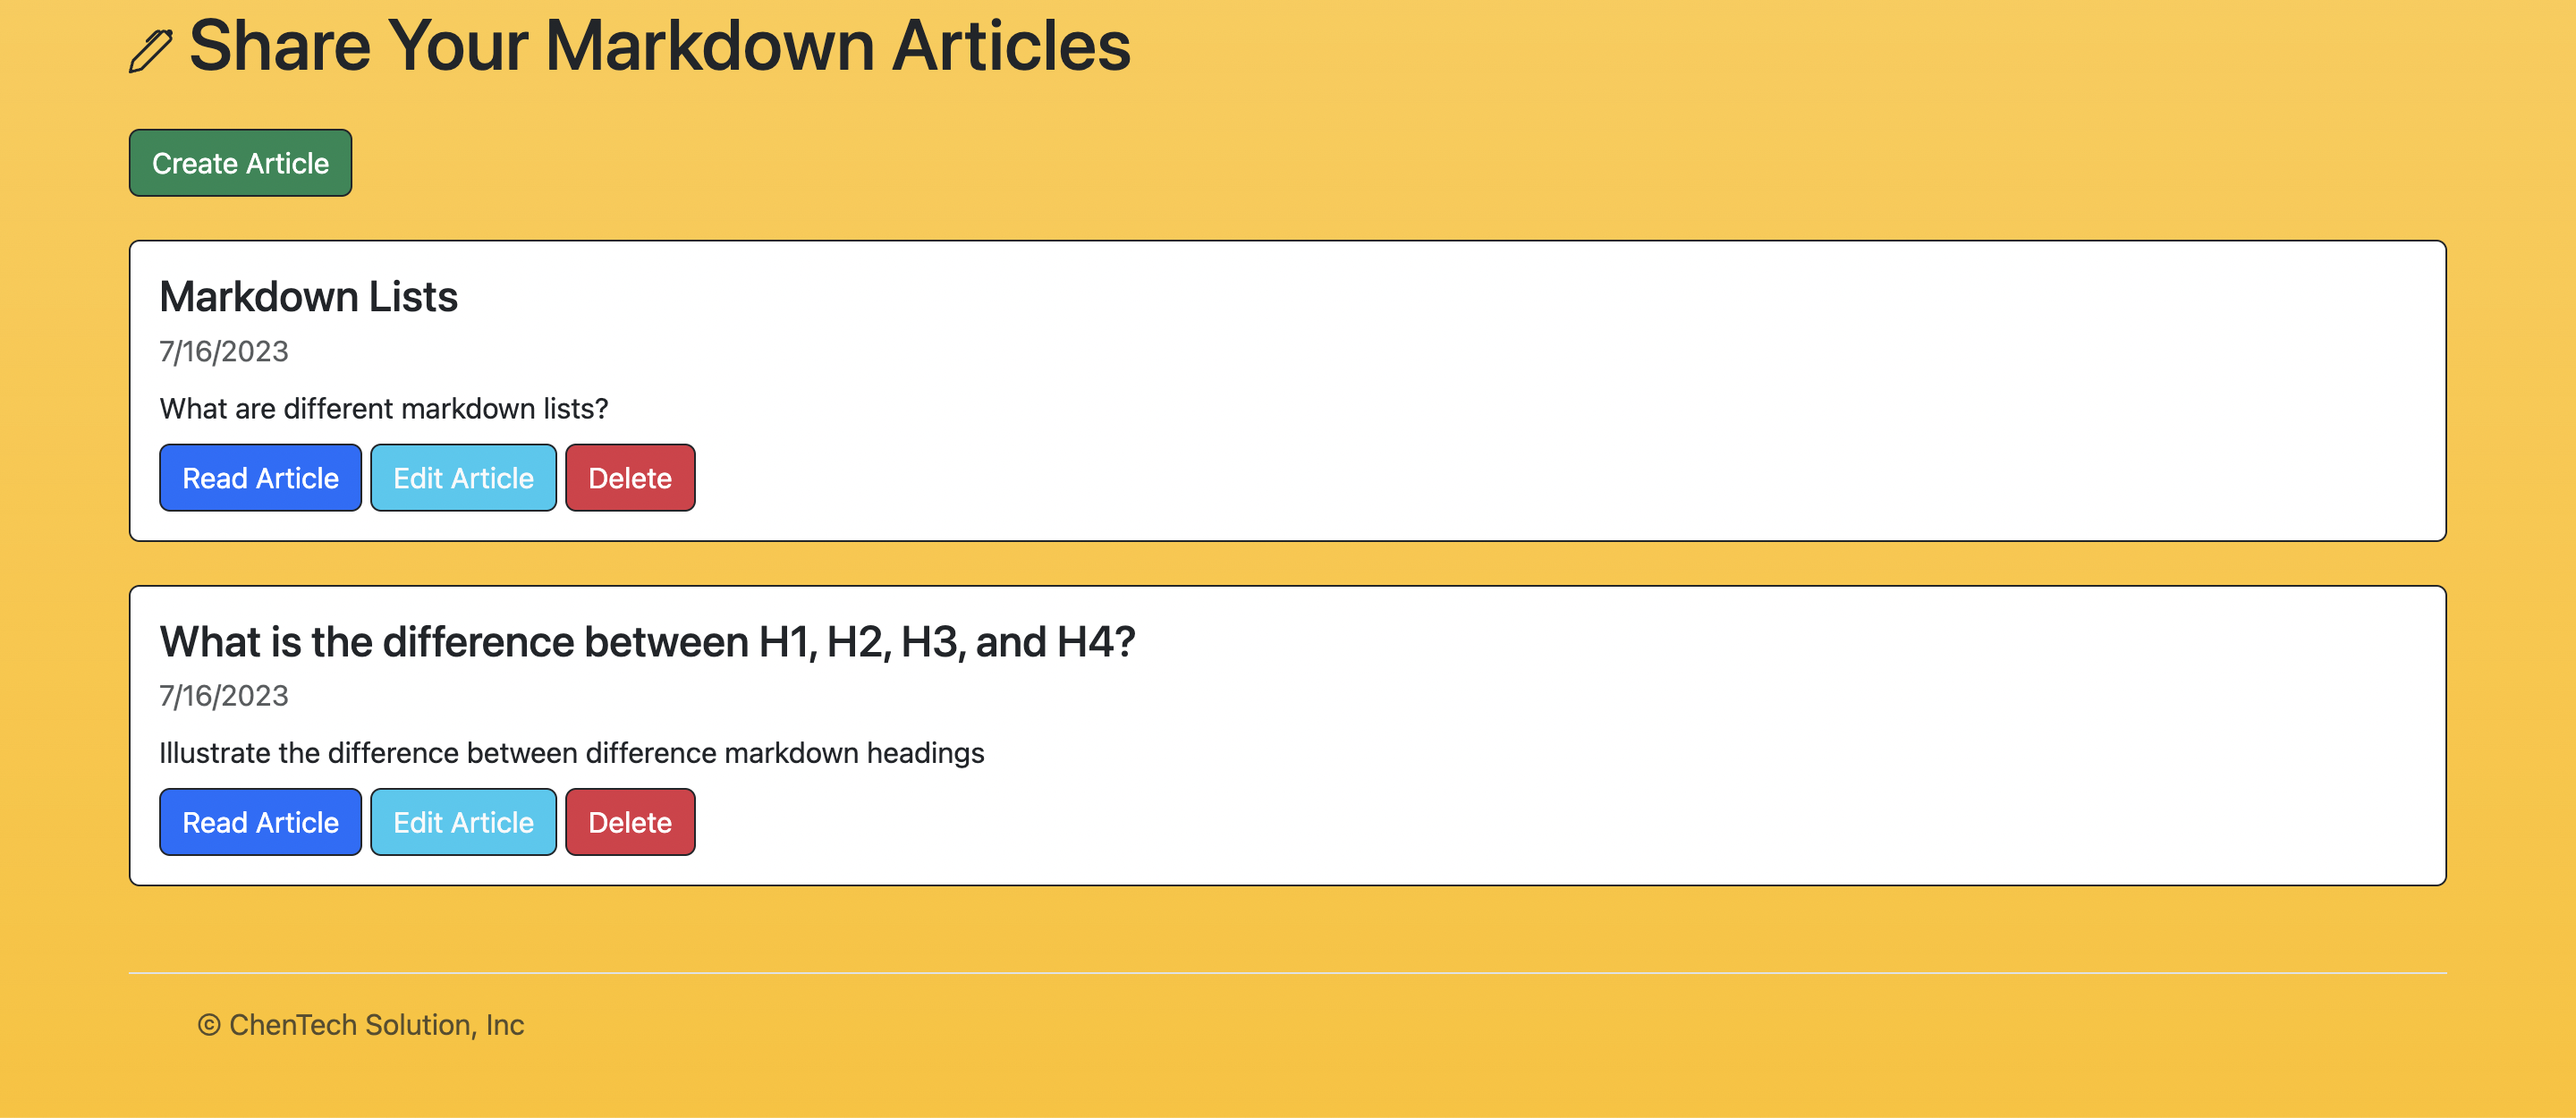 Share Your Markdown Articles
Create Article
Markdown Lists
7/16/2023
What are different markdown lists?
Read Article Edit Article Delete
What is the difference between H1, H2, H3, and H4?
7/16/2023
Illustrate the difference between difference markdown headings
Read Article Edit Article Delete
© ChenTech Solution, Inc